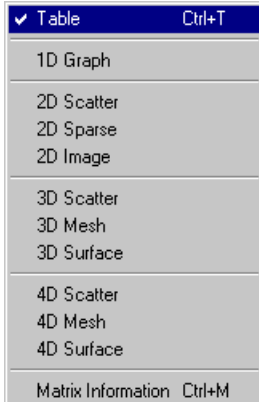 Table Ctrl+T
1D Graph
2D Scatter
2D Sparse
2D Image
3D Scatter
3D Mesh
3D Surface
4D Scatter
4D Mesh
4D Surface
Matrix Information Ctrl+M